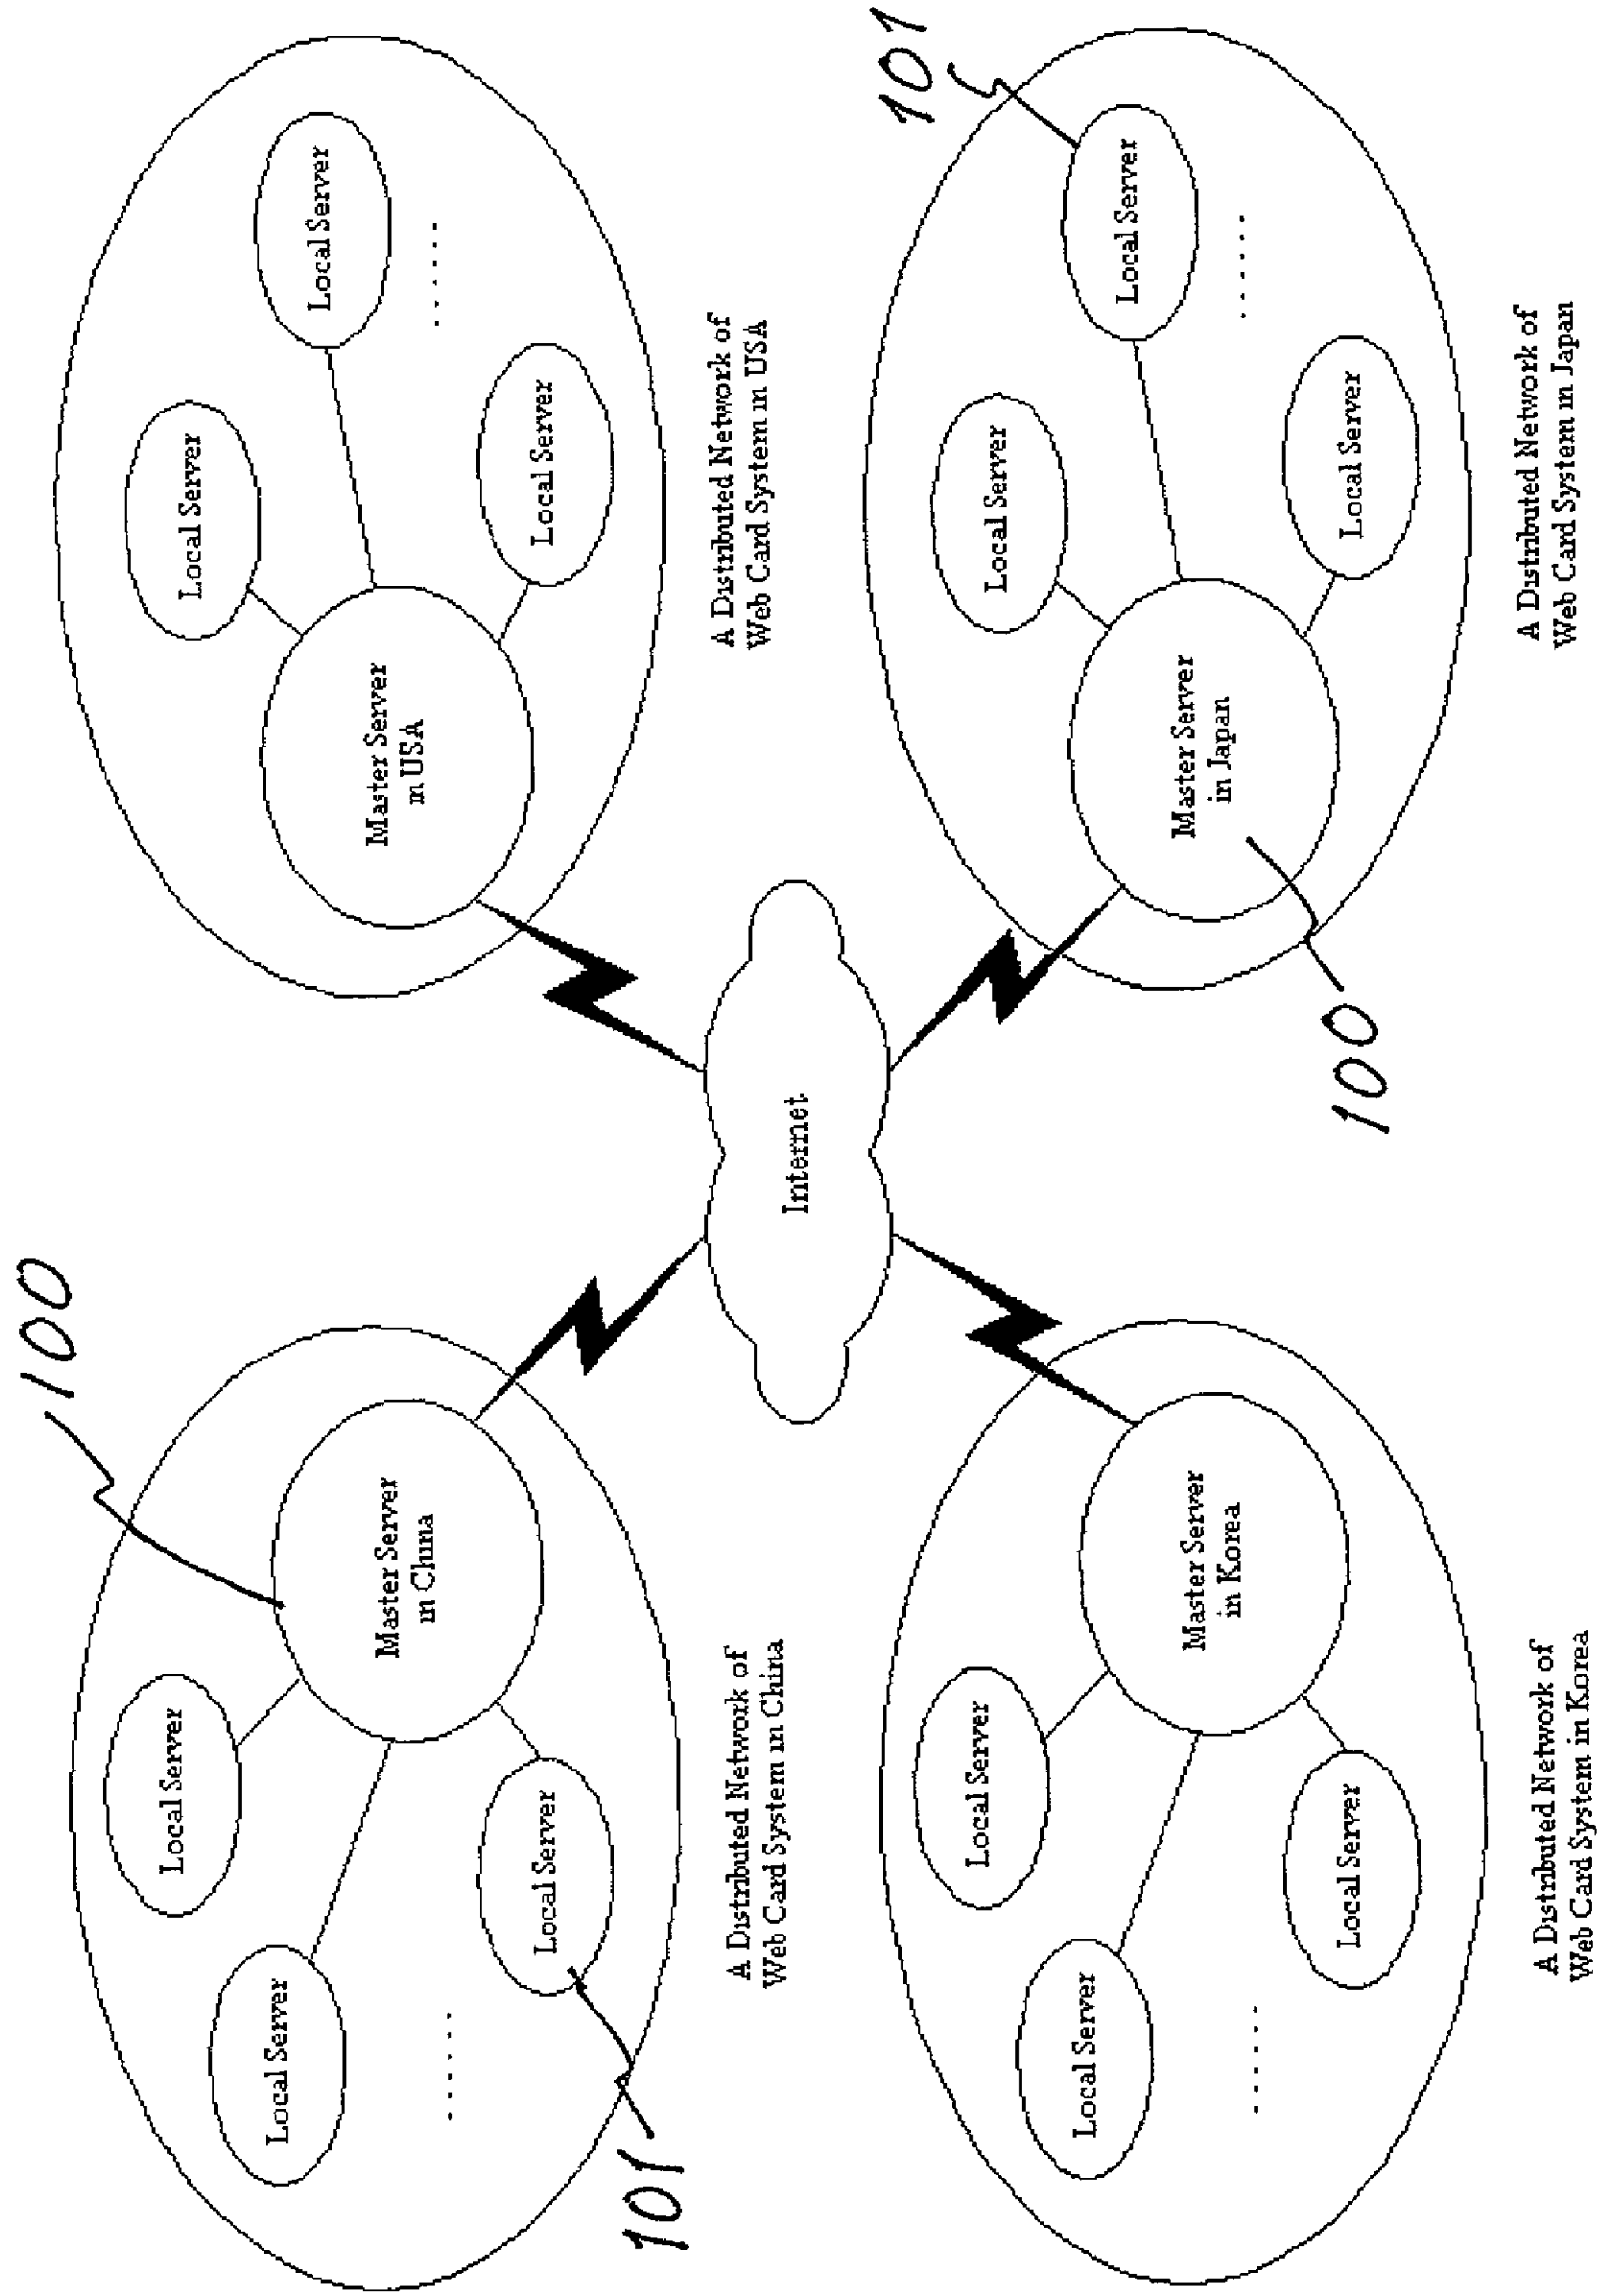 100
Local Server
Local Server
Master Server
in China
......
Local Server
101
A Distributed Network of
Web Card System in China
Local Server
Local Server
Master Server
in USA
......
Local Server
A Distributed Network of
Web Card System in USA
Internet
Local Server
Local Server
Master Server
in Korea
......
Local Server
A Distributed Network of
Web Card System in Korea
101
Local Server
Local Server
Master Server
in Japan
......
Local Server
100
A Distributed Network of
Web Card System in Japan